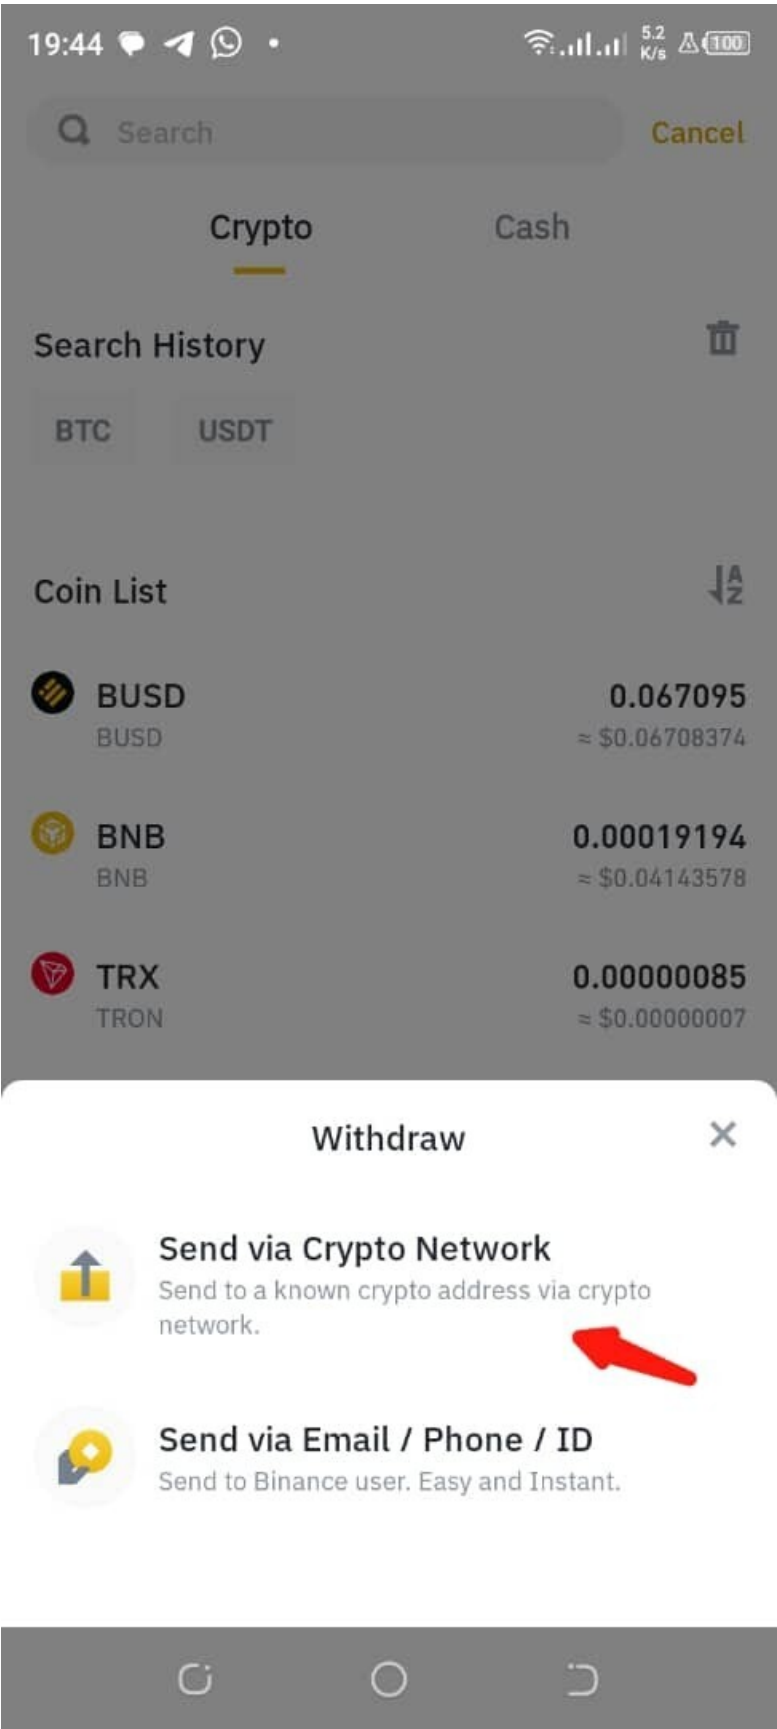 19:44
5.2
K/s
100
Search
Cancel
Crypto
Cash
Search History
BTC
USDT
Coin List
A
Z
BUSD
0.067095
BUSD
≈ $0.06708374
BNB
0.00019194
BNB
≈ $0.04143578
TRX
0.00000085
TRON
≈ $0.00000007
Withdraw
Send via Crypto Network
Send to a known crypto address via crypto
network.
Send via Email / Phone / ID
Send to Binance user. Easy and Instant.